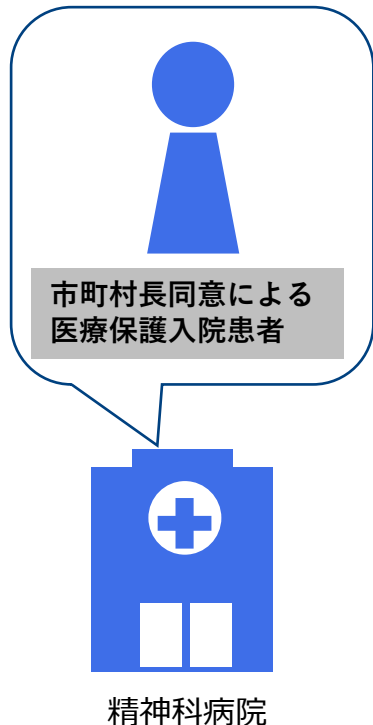 市町村長同意による
医療保護入院患者
精神科病院